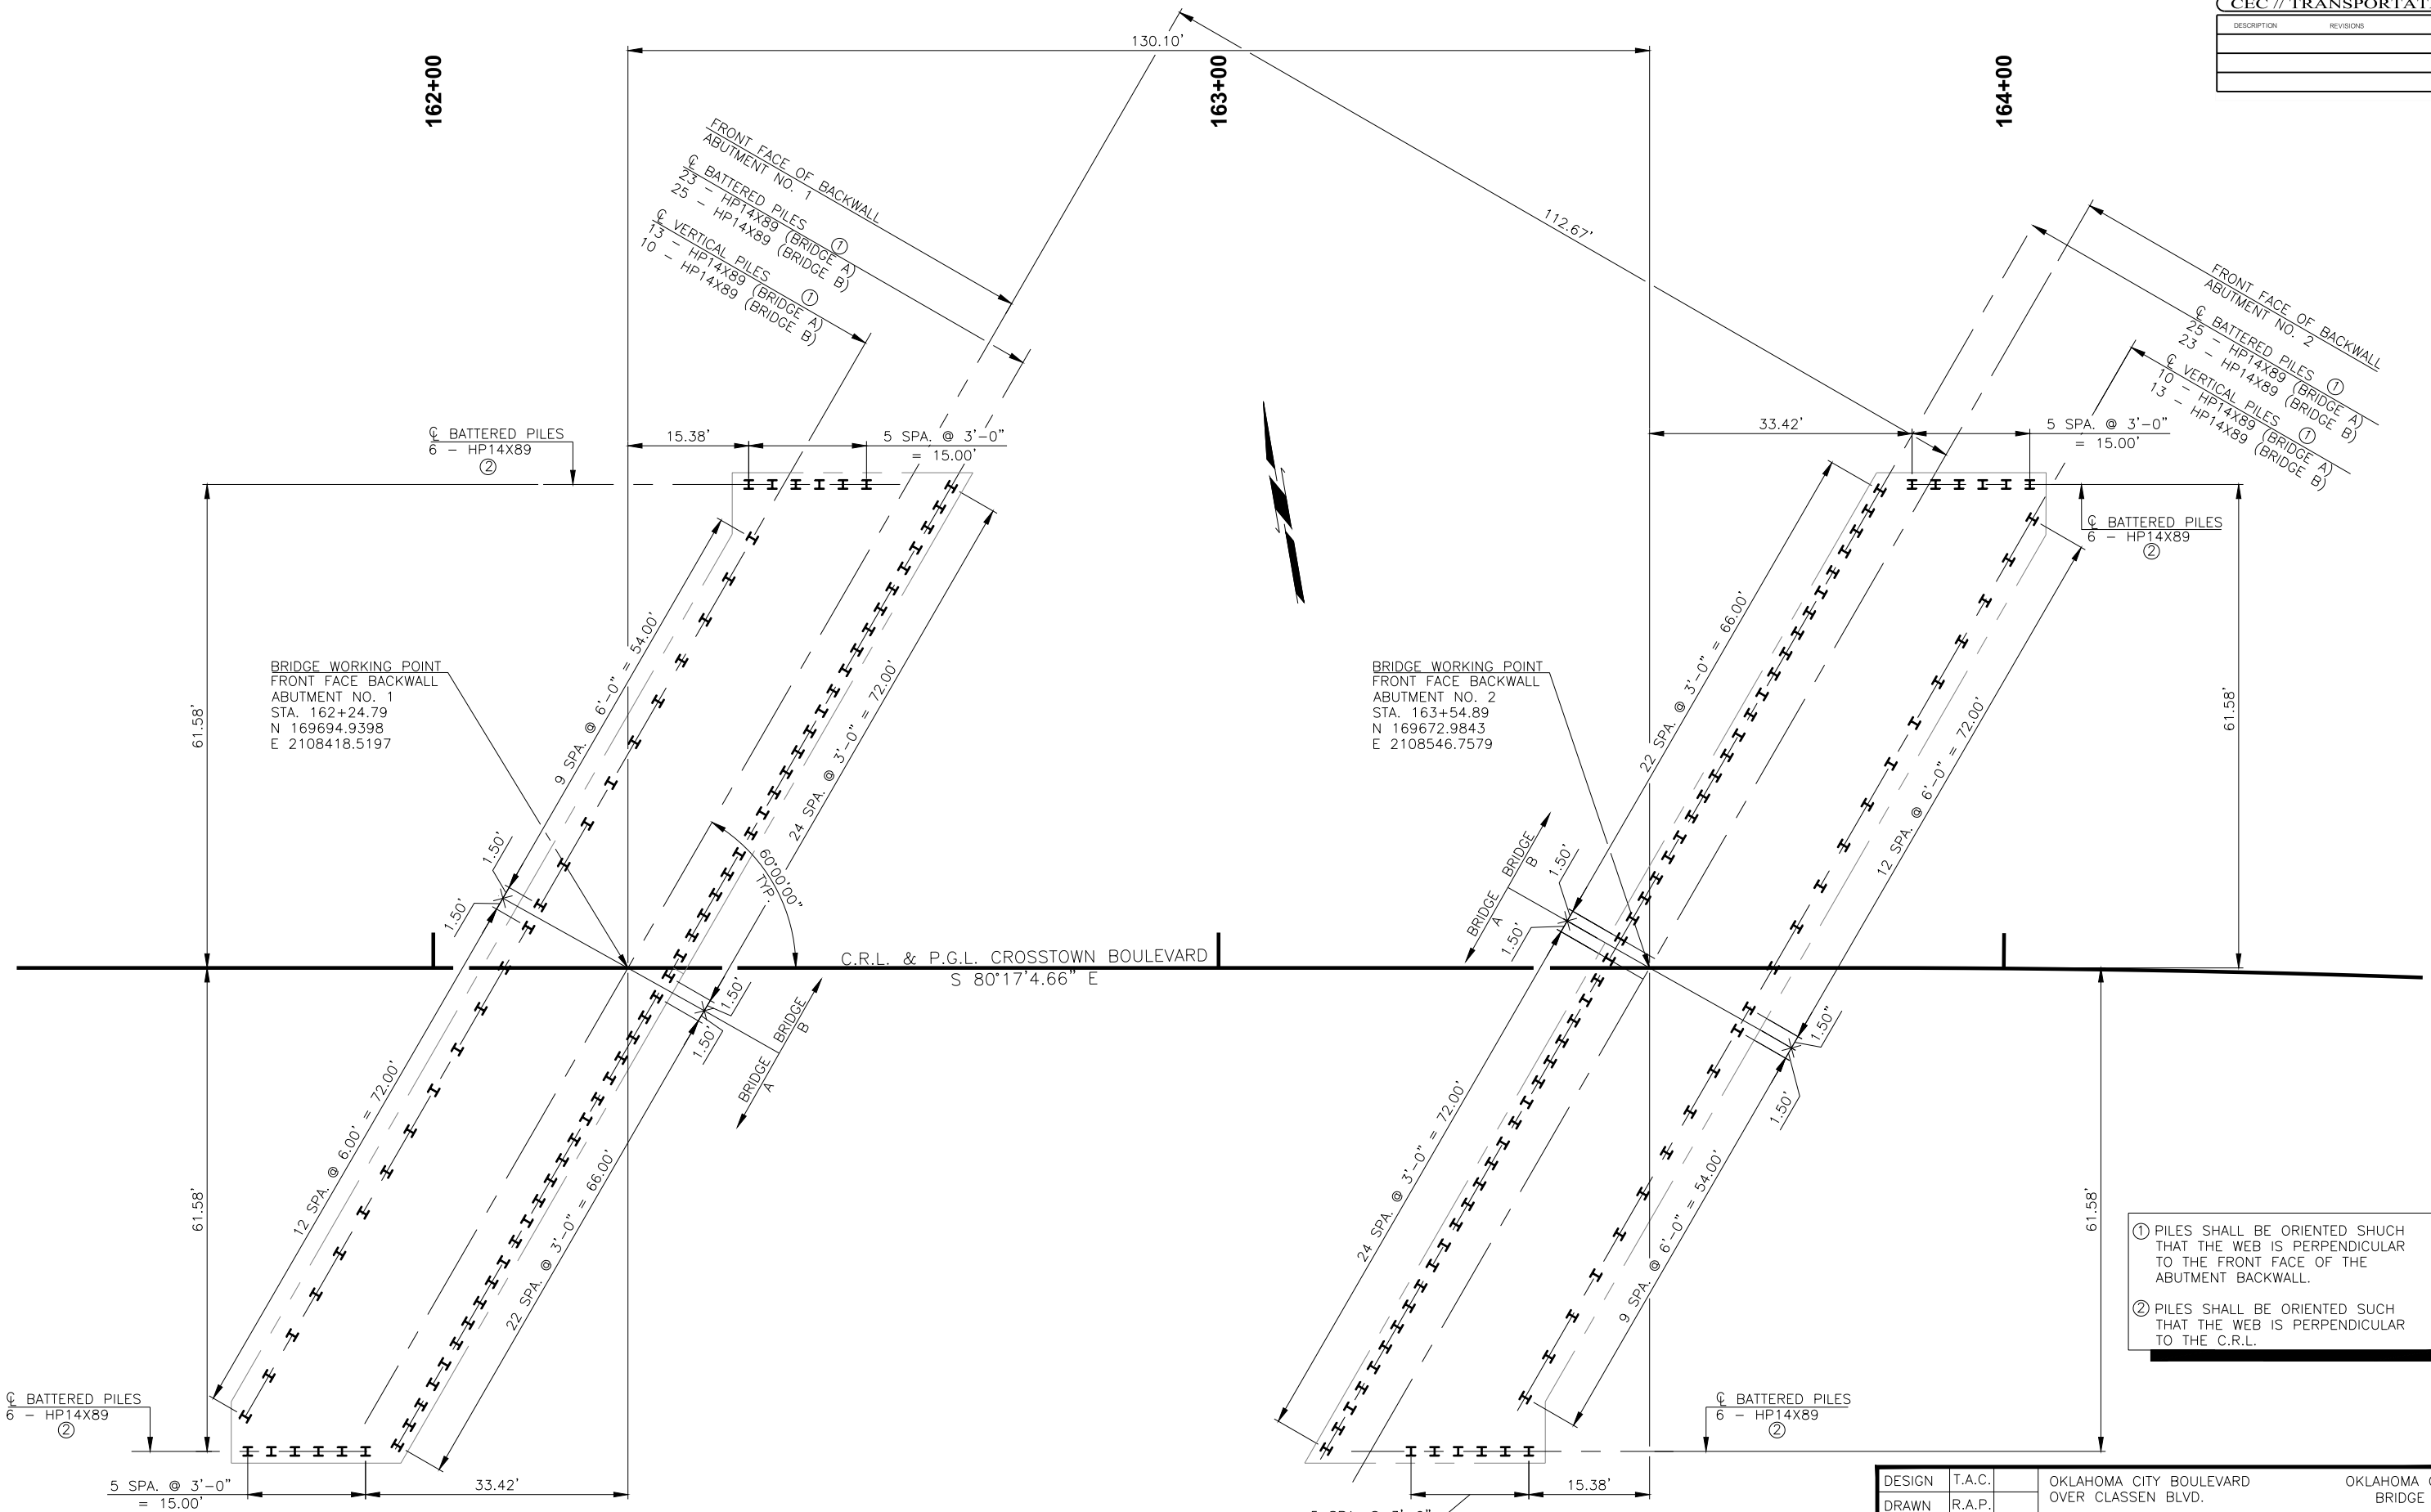 CEC // TRANSPORTAT
DESCRIPTION REVISIONS
162+00
163+00
164+00
130.10'
112.67'
FRONT FACE OF BACKWALL
ABUTMENT NO. 1
℄ BATTERED PILES ①
23 - HP14X89 (BRIDGE A)
25 - HP14X89 (BRIDGE B)
℄ VERTICAL PILES ①
13 - HP14X89 (BRIDGE A)
10 - HP14X89 (BRIDGE B)
FRONT FACE OF BACKWALL
ABUTMENT NO. 2
℄ BATTERED PILES ①
25 - HP14X89 (BRIDGE A)
23 - HP14X89 (BRIDGE B)
℄ VERTICAL PILES ①
10 - HP14X89 (BRIDGE A)
13 - HP14X89 (BRIDGE B)
℄ BATTERED PILES
6 - HP14X89
②
15.38'
5 SPA. @ 3'-0"
= 15.00'
33.42'
5 SPA. @ 3'-0"
= 15.00'
℄ BATTERED PILES
6 - HP14X89
②
61.58'
61.58'
BRIDGE WORKING POINT
FRONT FACE BACKWALL
ABUTMENT NO. 1
STA. 162+24.79
N 169694.9398
E 2108418.5197
9 SPA. @ 6'-0" = 54.00'
24 SPA. @ 3'-0" = 72.00'
BRIDGE WORKING POINT
FRONT FACE BACKWALL
ABUTMENT NO. 2
STA. 163+54.89
N 169672.9843
E 2108546.7579
22 SPA. @ 3'-0" = 66.00'
12 SPA. @ 6'-0" = 72.00'
1.50'
1.50'
60°00'00"
TYP.
1.50'
1.50'
BRIDGE B
BRIDGE A
C.R.L. & P.G.L. CROSSTOWN BOULEVARD
S 80°17'4.66" E
BRIDGE B
BRIDGE A
1.50'
1.50'
1.50"
1.50'
12 SPA. @ 6.00' = 72.00'
22 SPA. @ 3'-0" = 66.00'
24 SPA. @ 3'-0" = 72.00'
9 SPA. @ 6'-0" = 54.00'
61.58'
61.58'
① PILES SHALL BE ORIENTED SHUCH
THAT THE WEB IS PERPENDICULAR
TO THE FRONT FACE OF THE
ABUTMENT BACKWALL.
② PILES SHALL BE ORIENTED SUCH
THAT THE WEB IS PERPENDICULAR
TO THE C.R.L.
℄ BATTERED PILES
6 - HP14X89
②
5 SPA. @ 3'-0"
= 15.00'
33.42'
℄ BATTERED PILES
6 - HP14X89
②
15.38'
DESIGN T.A.C.
DRAWN R.A.P.
OKLAHOMA CITY BOULEVARD
OVER CLASSEN BLVD.
OKLAHOMA
BRIDGE